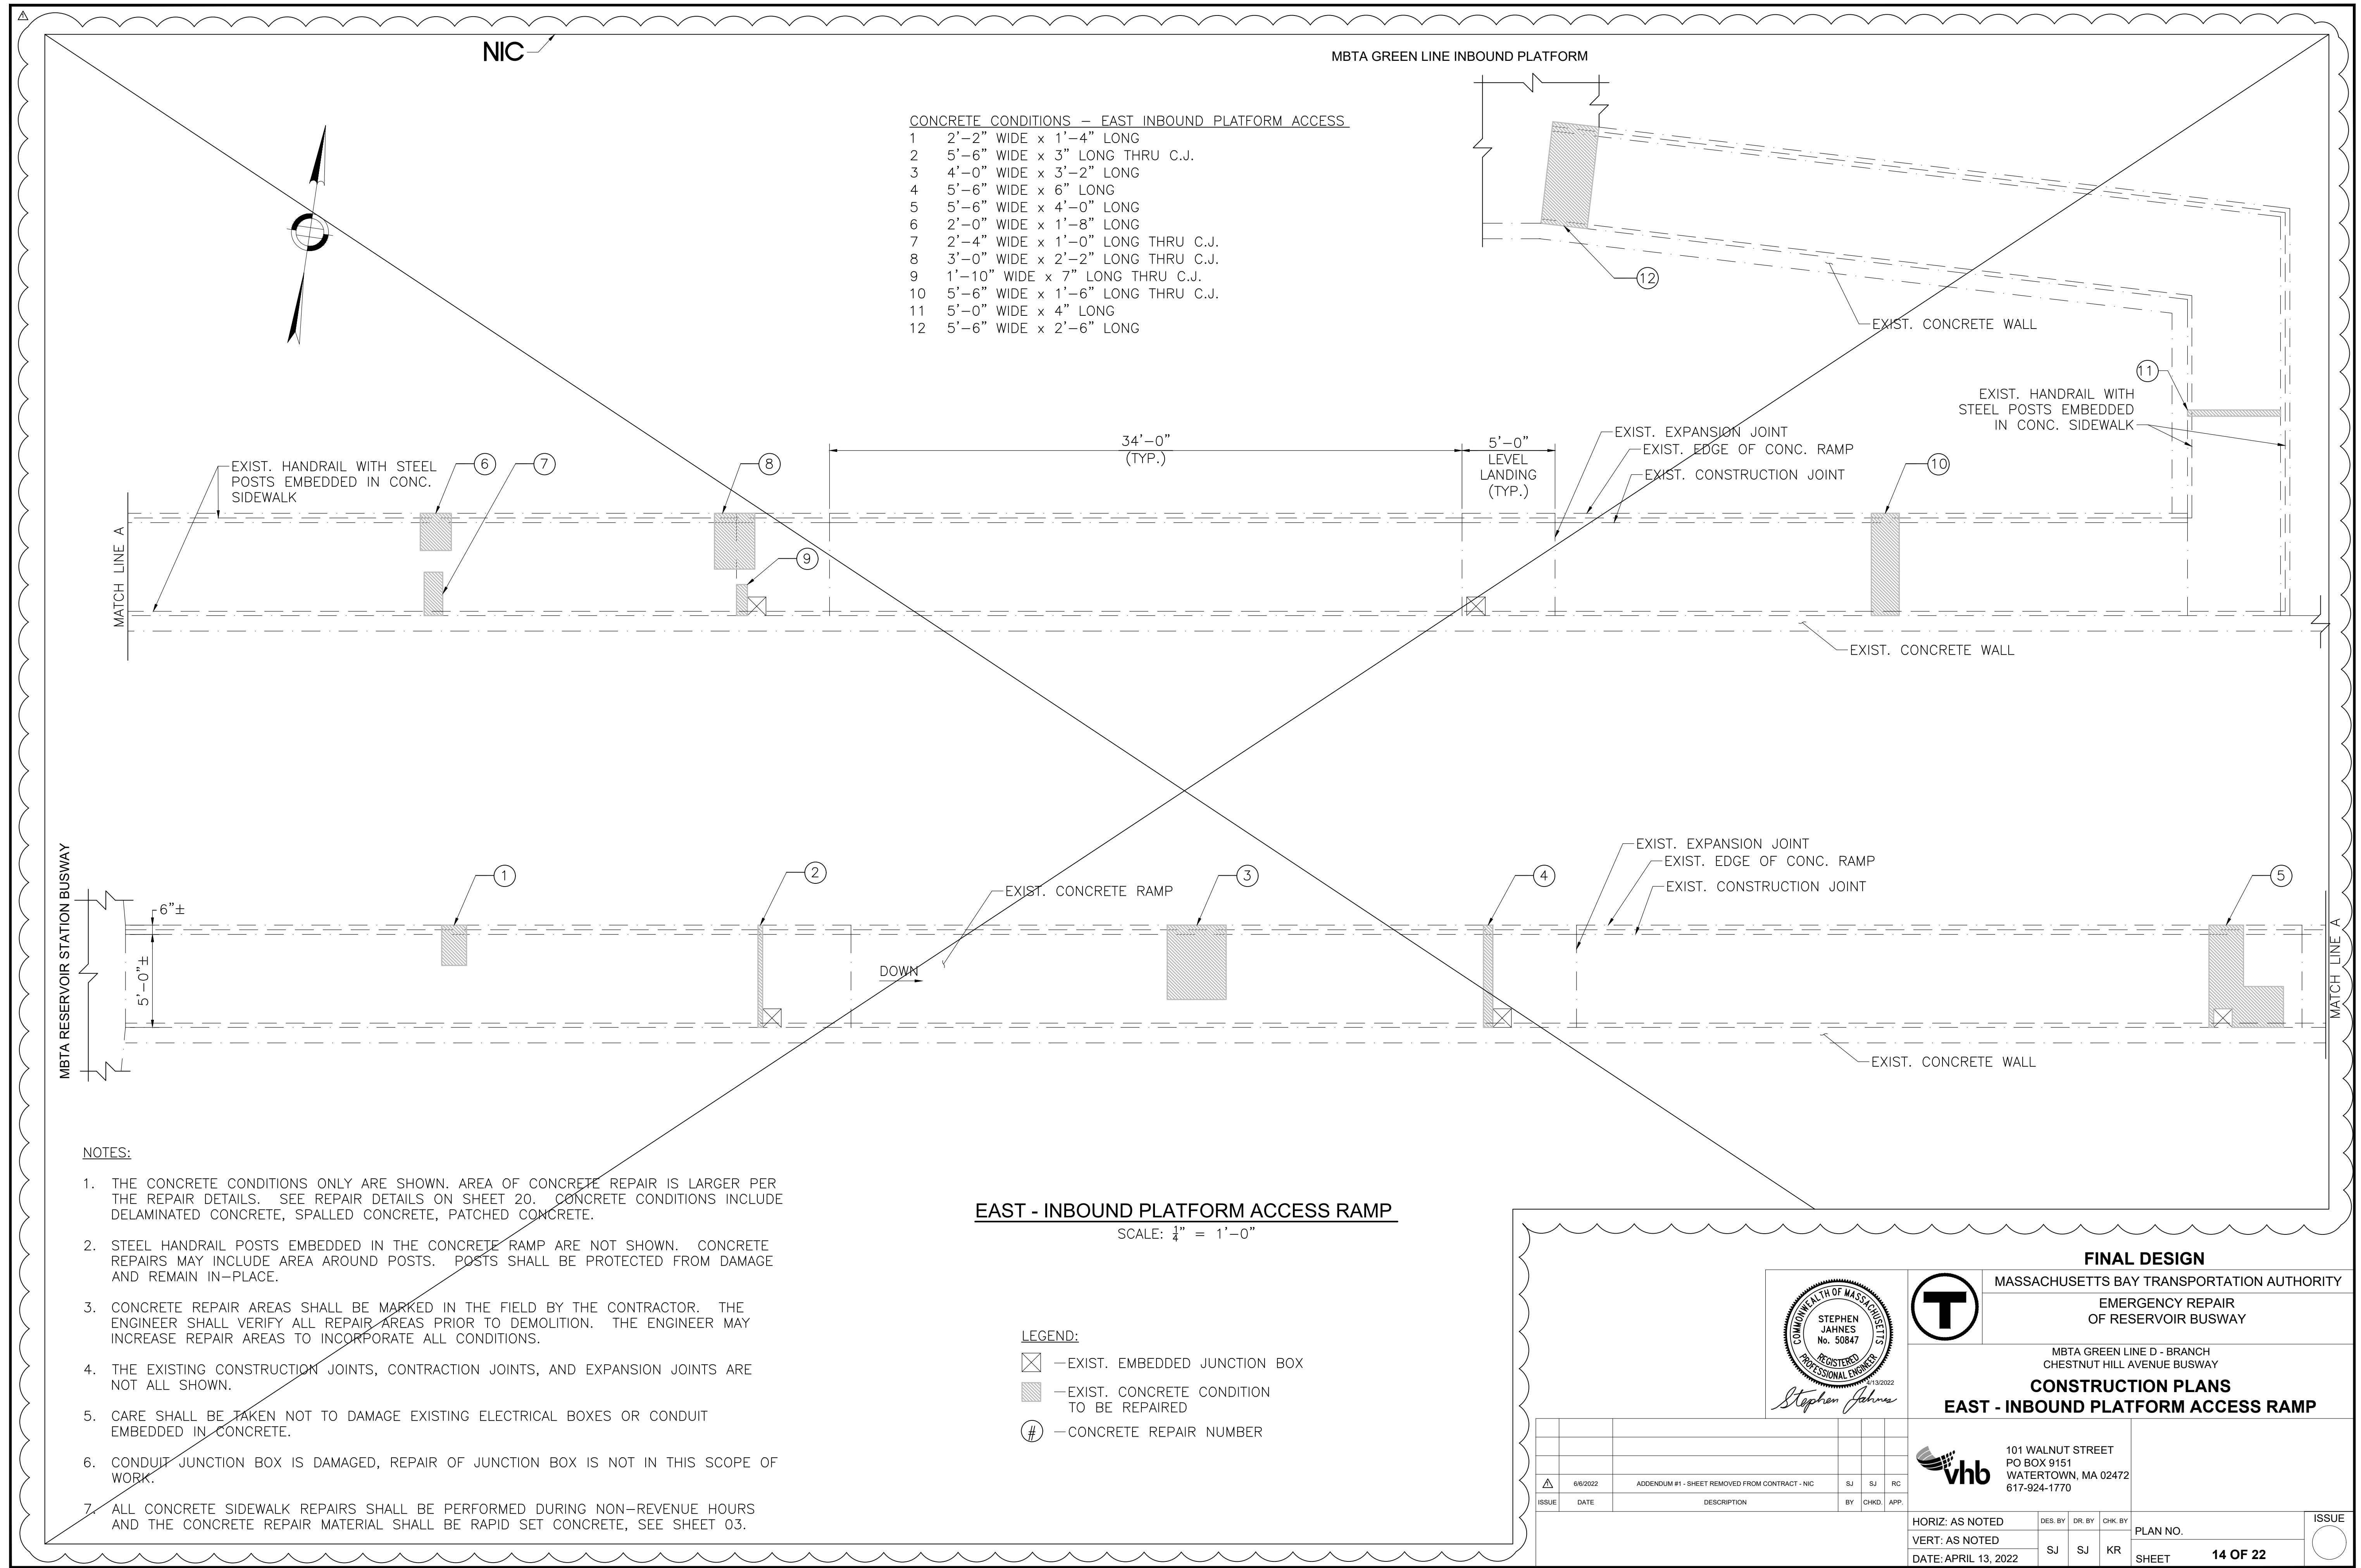 NIC
MBTA GREEN LINE INBOUND PLATFORM
CONCRETE CONDITIONS – EAST INBOUND PLATFORM ACCESS
1 2'–2" WIDE x 1'–4" LONG
2 5'–6" WIDE x 3" LONG THRU C.J.
3 4'–0" WIDE x 3'–2" LONG
4 5'–6" WIDE x 6" LONG
5 5'–6" WIDE x 4'–0" LONG
6 2'–0" WIDE x 1'–8" LONG
7 2'–4" WIDE x 1'–0" LONG THRU C.J.
8 3'–0" WIDE x 2'–2" LONG THRU C.J.
9 1'–10" WIDE x 7" LONG THRU C.J.
10 5'–6" WIDE x 1'–6" LONG THRU C.J.
11 5'–0" WIDE x 4" LONG
12 5'–6" WIDE x 2'–6" LONG
12
EXIST. CONCRETE WALL
11
EXIST. HANDRAIL WITH
STEEL POSTS EMBEDDED
IN CONC. SIDEWALK
EXIST. HANDRAIL WITH STEEL
POSTS EMBEDDED IN CONC.
SIDEWALK
6
7
8
9
34'–0"
(TYP.)
5'–0"
LEVEL
LANDING
(TYP.)
EXIST. EXPANSION JOINT
EXIST. EDGE OF CONC. RAMP
EXIST. CONSTRUCTION JOINT
10
MATCH LINE A
EXIST. CONCRETE WALL
MBTA RESERVOIR STATION BUSWAY
6"±
5'–0"±
1
2
EXIST. CONCRETE RAMP
DOWN
3
4
EXIST. EXPANSION JOINT
EXIST. EDGE OF CONC. RAMP
EXIST. CONSTRUCTION JOINT
5
MATCH LINE A
EXIST. CONCRETE WALL
NOTES:
1. THE CONCRETE CONDITIONS ONLY ARE SHOWN. AREA OF CONCRETE REPAIR IS LARGER PER
THE REPAIR DETAILS. SEE REPAIR DETAILS ON SHEET 20. CONCRETE CONDITIONS INCLUDE
DELAMINATED CONCRETE, SPALLED CONCRETE, PATCHED CONCRETE.
2. STEEL HANDRAIL POSTS EMBEDDED IN THE CONCRETE RAMP ARE NOT SHOWN. CONCRETE
REPAIRS MAY INCLUDE AREA AROUND POSTS. POSTS SHALL BE PROTECTED FROM DAMAGE
AND REMAIN IN–PLACE.
3. CONCRETE REPAIR AREAS SHALL BE MARKED IN THE FIELD BY THE CONTRACTOR. THE
ENGINEER SHALL VERIFY ALL REPAIR AREAS PRIOR TO DEMOLITION. THE ENGINEER MAY
INCREASE REPAIR AREAS TO INCORPORATE ALL CONDITIONS.
4. THE EXISTING CONSTRUCTION JOINTS, CONTRACTION JOINTS, AND EXPANSION JOINTS ARE
NOT ALL SHOWN.
5. CARE SHALL BE TAKEN NOT TO DAMAGE EXISTING ELECTRICAL BOXES OR CONDUIT
EMBEDDED IN CONCRETE.
6. CONDUIT JUNCTION BOX IS DAMAGED, REPAIR OF JUNCTION BOX IS NOT IN THIS SCOPE OF
WORK.
7. ALL CONCRETE SIDEWALK REPAIRS SHALL BE PERFORMED DURING NON–REVENUE HOURS
AND THE CONCRETE REPAIR MATERIAL SHALL BE RAPID SET CONCRETE, SEE SHEET 03.
EAST - INBOUND PLATFORM ACCESS RAMP
SCALE: 1/4" = 1'–0"
LEGEND:
EXIST. EMBEDDED JUNCTION BOX
EXIST. CONCRETE CONDITION
TO BE REPAIRED
# CONCRETE REPAIR NUMBER
FINAL DESIGN
COMMONWEALTH OF MASSACHUSETTS
STEPHEN
JAHNES
No. 50847
REGISTERED
PROFESSIONAL ENGINEER
4/13/2022
Stephen Jahnes
T
MASSACHUSETTS BAY TRANSPORTATION AUTHORITY
EMERGENCY REPAIR
OF RESERVOIR BUSWAY
MBTA GREEN LINE D - BRANCH
CHESTNUT HILL AVENUE BUSWAY
CONSTRUCTION PLANS
EAST - INBOUND PLATFORM ACCESS RAMP
1 6/6/2022 ADDENDUM #1 - SHEET REMOVED FROM CONTRACT - NIC SJ SJ RC
ISSUE DATE DESCRIPTION BY CHKD. APP.
vhb
101 WALNUT STREET
PO BOX 9151
WATERTOWN, MA 02472
617-924-1770
HORIZ: AS NOTED
VERT: AS NOTED
DATE: APRIL 13, 2022
DES. BY DR. BY CHK. BY
SJ SJ KR
PLAN NO.
SHEET 14 OF 22
ISSUE